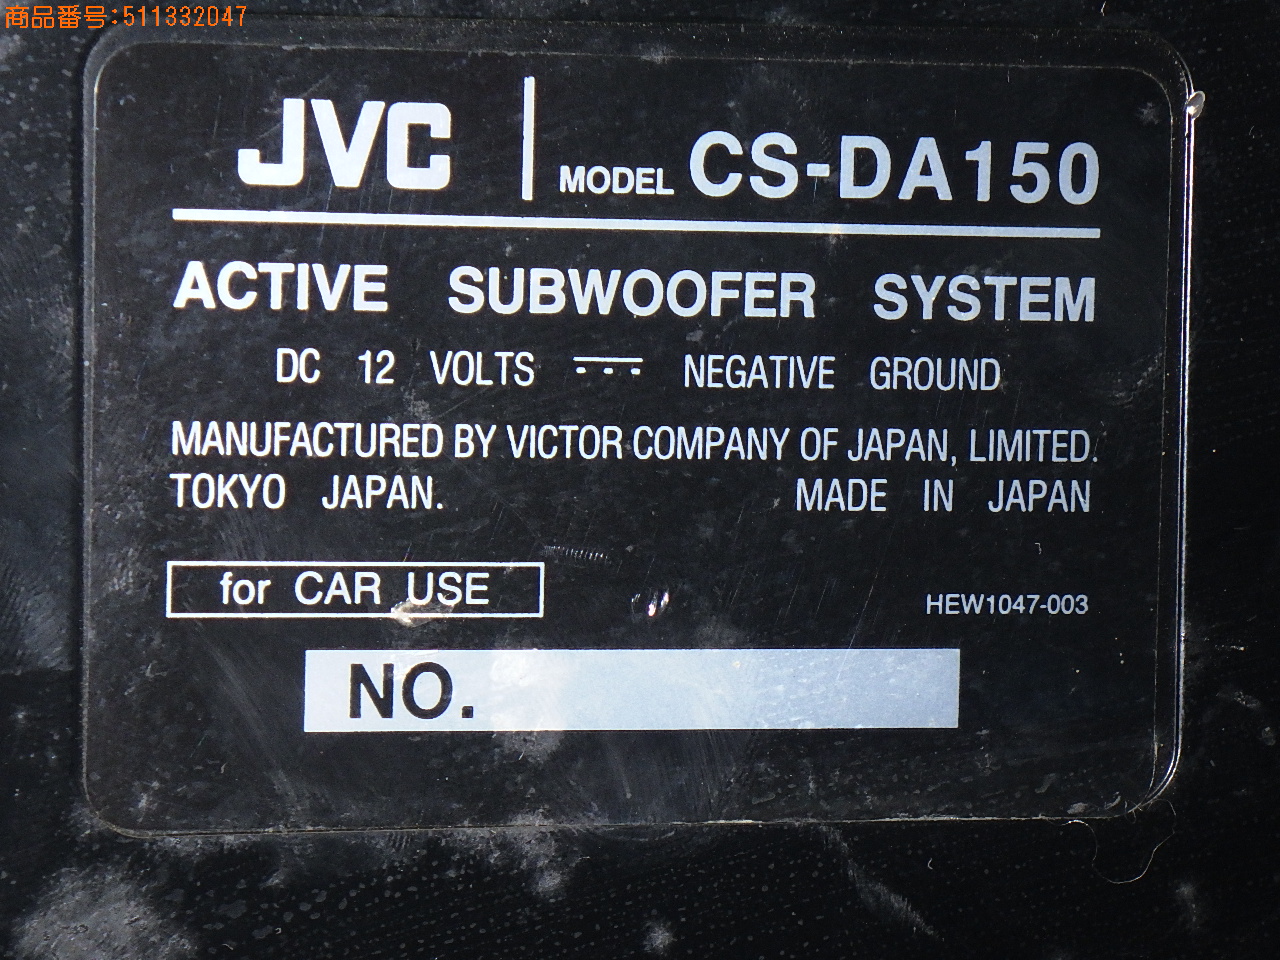 商品番号:511332047
JVC MODEL CS-DA150
ACTIVE SUBWOOFER SYSTEM
DC 12 VOLTS ⎓ NEGATIVE GROUND
MANUFACTURED BY VICTOR COMPANY OF JAPAN, LIMITED.
TOKYO JAPAN. MADE IN JAPAN
for CAR USE
HEW1047-003
NO.